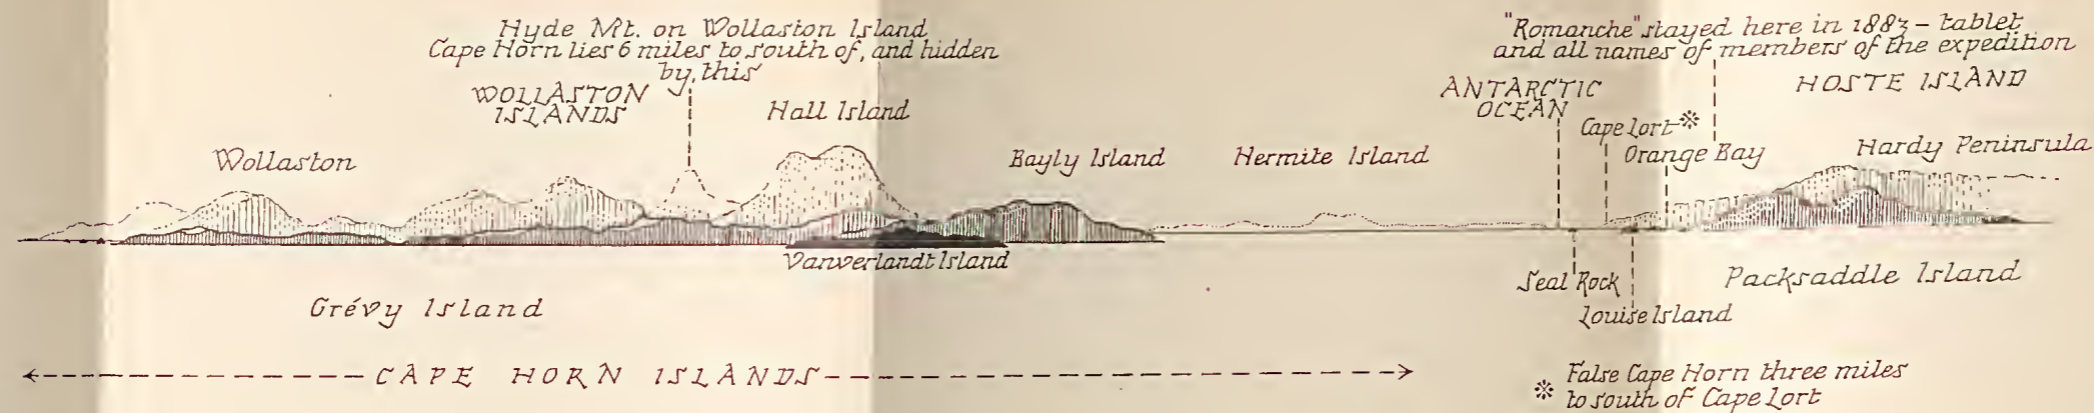 Hyde Mt. on Wollaston Island
Cape Horn lies 6 miles to south of, and hidden
by, this
"Romanche" stayed here in 1883 – tablet
and all names of members of the expedition
WOLLASTON
ISLANDS
Hall Island
ANTARCTIC
OCEAN
HOSTE ISLAND
Cape Lort ※
Wollaston
Bayly Island
Hermite Island
Orange Bay
Hardy Peninsula
Vanverlandt Island
Seal Rock
Packsaddle Island
Grévy Island
Louise Island
CAPE HORN ISLANDS
※ False Cape Horn three miles
to south of Cape Lort